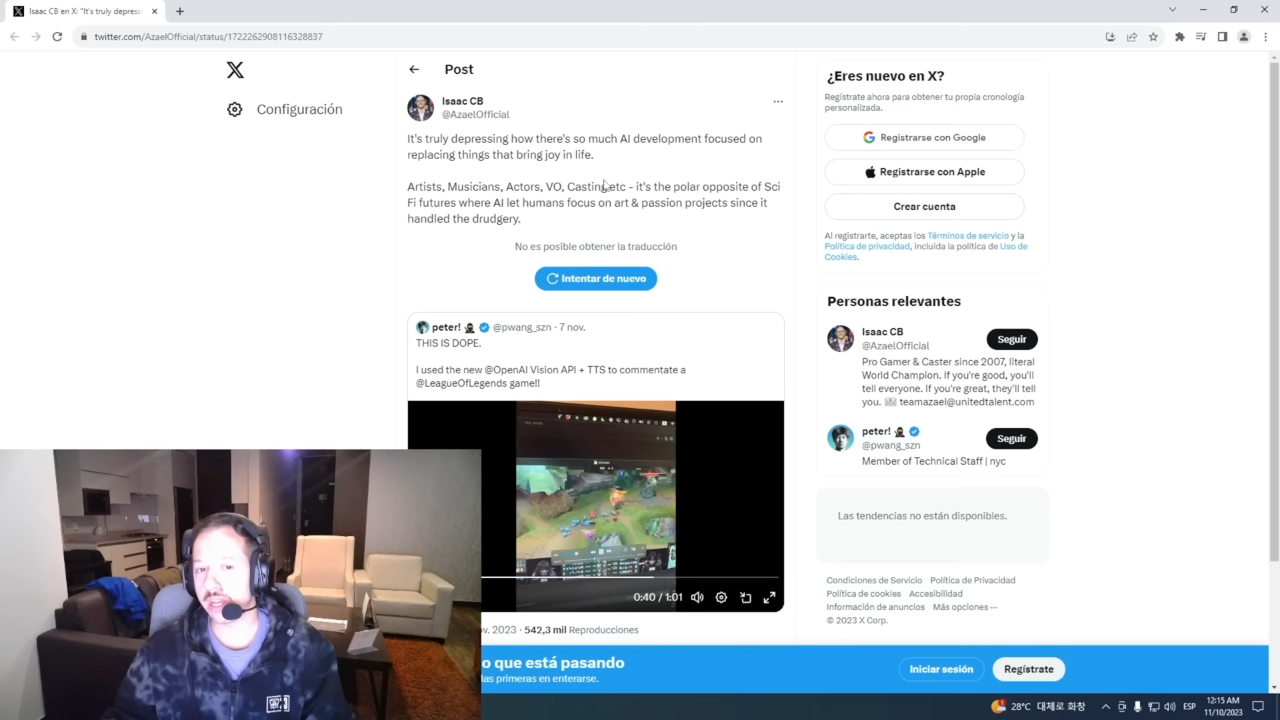 Isaac CB en X: "It's truly depress
twitter.com/AzaelOfficial/status/1722262908116328837
Configuración
Post
Isaac CB
@AzaelOfficial
It's truly depressing how there's so much AI development focused on
replacing things that bring joy in life.
Artists, Musicians, Actors, VO, Casting etc - it's the polar opposite of Sci
Fi futures where AI let humans focus on art & passion projects since it
handled the drudgery.
No es posible obtener la traducción
Intentar de nuevo
peter! @pwang_szn · 7 nov.
THIS IS DOPE.
I used the new @OpenAI Vision API + TTS to commentate a
@LeagueOfLegends game!!
0:40 / 1:01
ov. 2023 · 542,3 mil Reproducciones
¿Eres nuevo en X?
Regístrate ahora para obtener tu propia cronología
personalizada.
Registrarse con Google
Registrarse con Apple
Crear cuenta
Al registrarte, aceptas los Términos de servicio y la
Política de privacidad, incluida la política de Uso de
Cookies.
Personas relevantes
Isaac CB
@AzaelOfficial
Seguir
Pro Gamer & Caster since 2007, literal
World Champion. If you're good, you'll
tell everyone. If you're great, they'll tell
you. teamazael@unitedtalent.com
peter!
@pwang_szn
Seguir
Member of Technical Staff | nyc
Las tendencias no están disponibles.
Condiciones de Servicio Política de Privacidad
Política de cookies Accesibilidad
Información de anuncios Más opciones ···
© 2023 X Corp.
o que está pasando
las primeras en enterarse.
Iniciar sesión
Regístrate
28°C 대체로 화창
ESP
12:15 AM
11/10/2023